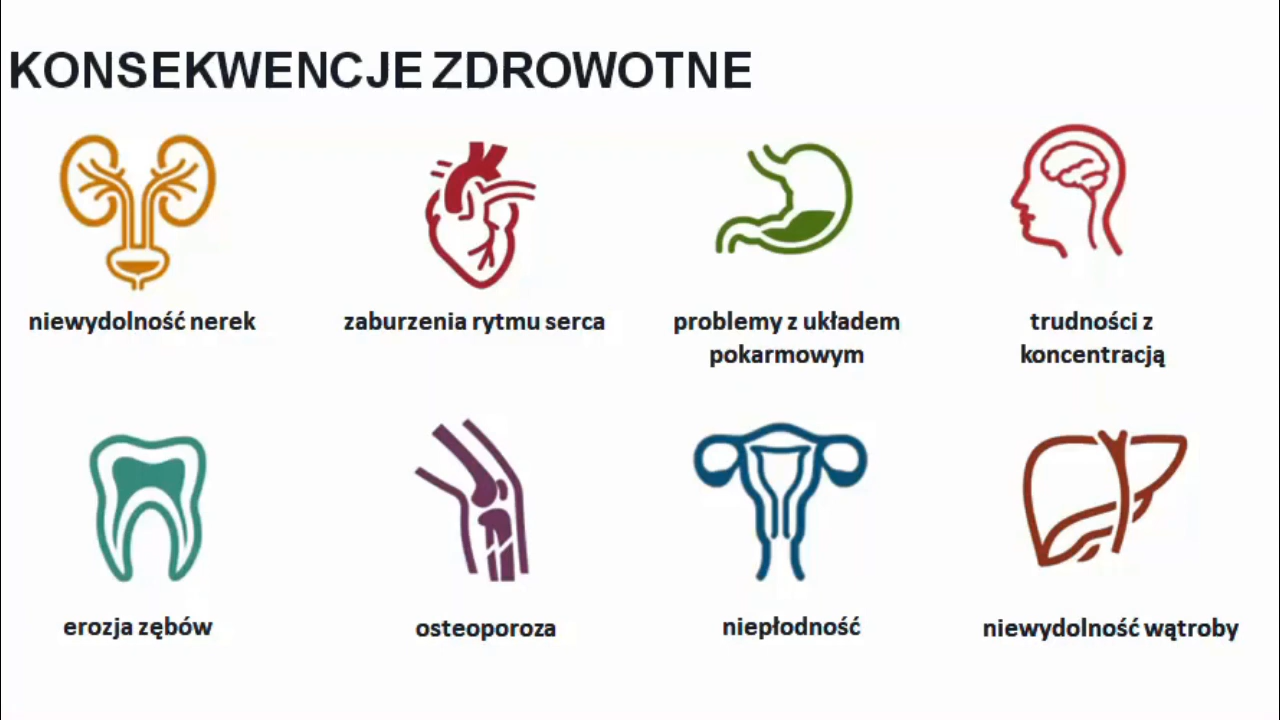 KONSEKWENCJE ZDROWOTNE
niewydolność nerek
zaburzenia rytmu serca
problemy z układem
pokarmowym
trudności z
koncentracją
erozja zębów
osteoporoza
niepłodność
niewydolność wątroby